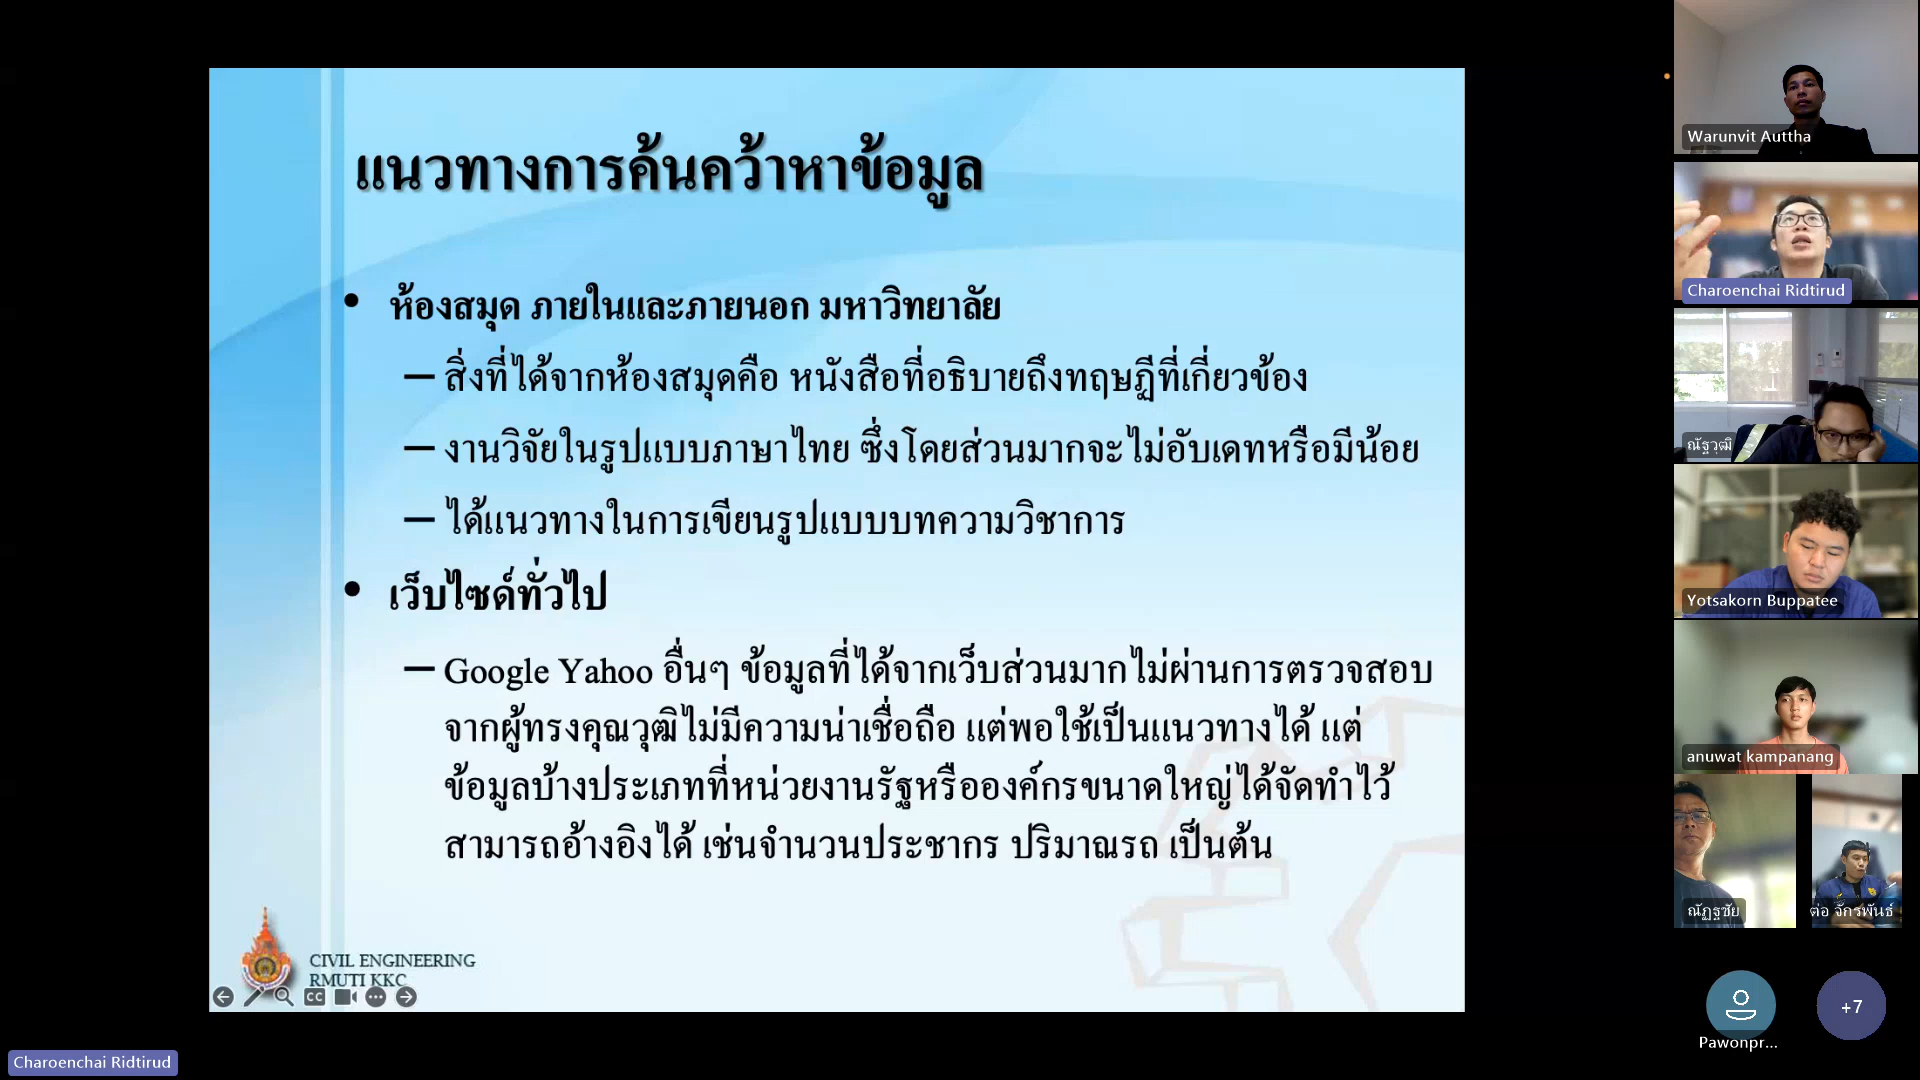 แนวทางการค้นคว้าหาข้อมูล
• ห้องสมุด ภายในและภายนอก มหาวิทยาลัย
– สิ่งที่ได้จากห้องสมุดคือ หนังสือที่อธิบายถึงทฤษฎีที่เกี่ยวข้อง
– งานวิจัยในรูปแบบภาษาไทย ซึ่งโดยส่วนมากจะไม่อับเดทหรือมีน้อย
– ได้แนวทางในการเขียนรูปแบบบทความวิชาการ
• เว็บไซด์ทั่วไป
– Google Yahoo อื่นๆ ข้อมูลที่ได้จากเว็บส่วนมากไม่ผ่านการตรวจสอบ
จากผู้ทรงคุณวุฒิไม่มีความน่าเชื่อถือ แต่พอใช้เป็นแนวทางได้ แต่
ข้อมูลบ้างประเภทที่หน่วยงานรัฐหรือองค์กรขนาดใหญ่ได้จัดทำไว้
สามารถอ้างอิงได้ เช่นจำนวนประชากร ปริมาณรถ เป็นต้น
CIVIL ENGINEERING
RMUTI KKC
CC
Charoenchai Ridtirud
Warunvit Auttha
Charoenchai Ridtirud
ณัฐวุฒิ
Yotsakorn Buppatee
anuwat kampanang
ณัฏฐชัย
ต่อ จักรพันธ์
Pawonpr...
+7